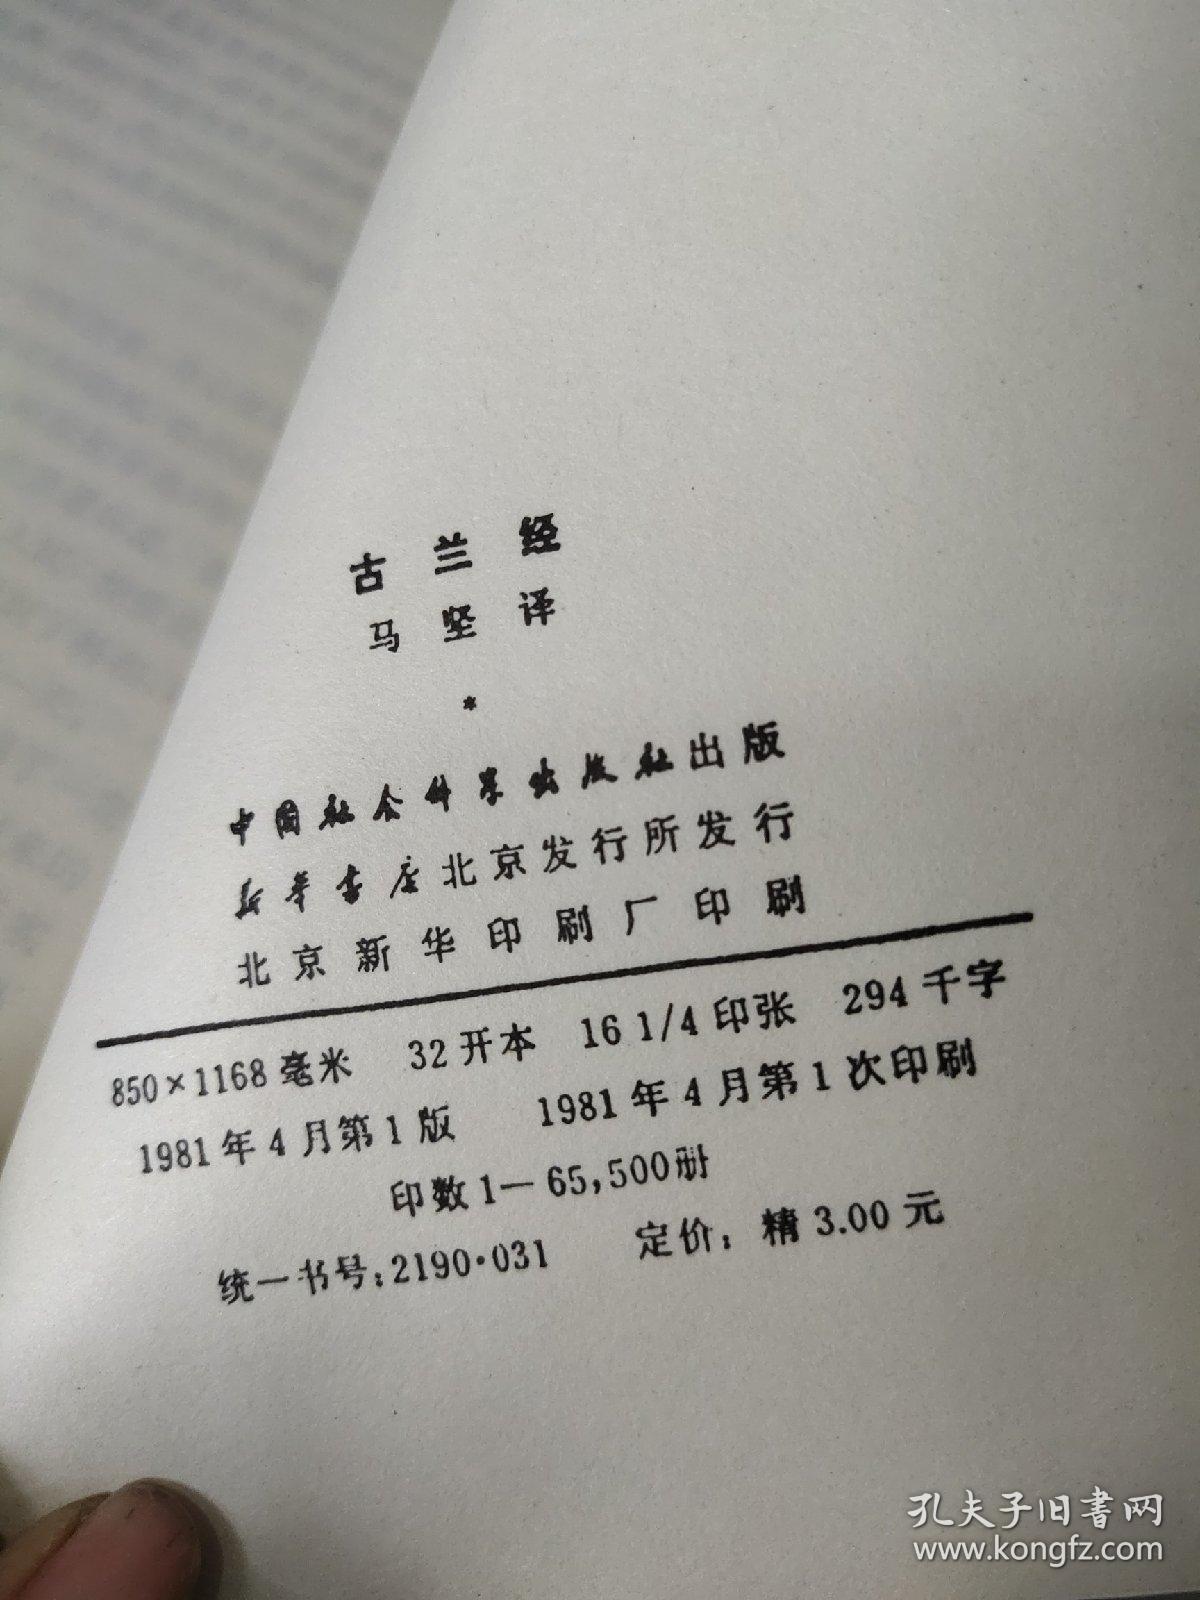 古兰经
马坚译
*
中国社会科学出版社出版
新华书店北京发行所发行
北京新华印刷厂印刷
850×1168毫米 32开本 16 1/4印张 294千字
1981年4月第1版 1981年4月第1次印刷
印数1—65,500册
统一书号:2190·031 定价:精3.00元
孔夫子旧書网
www.kongfz.com